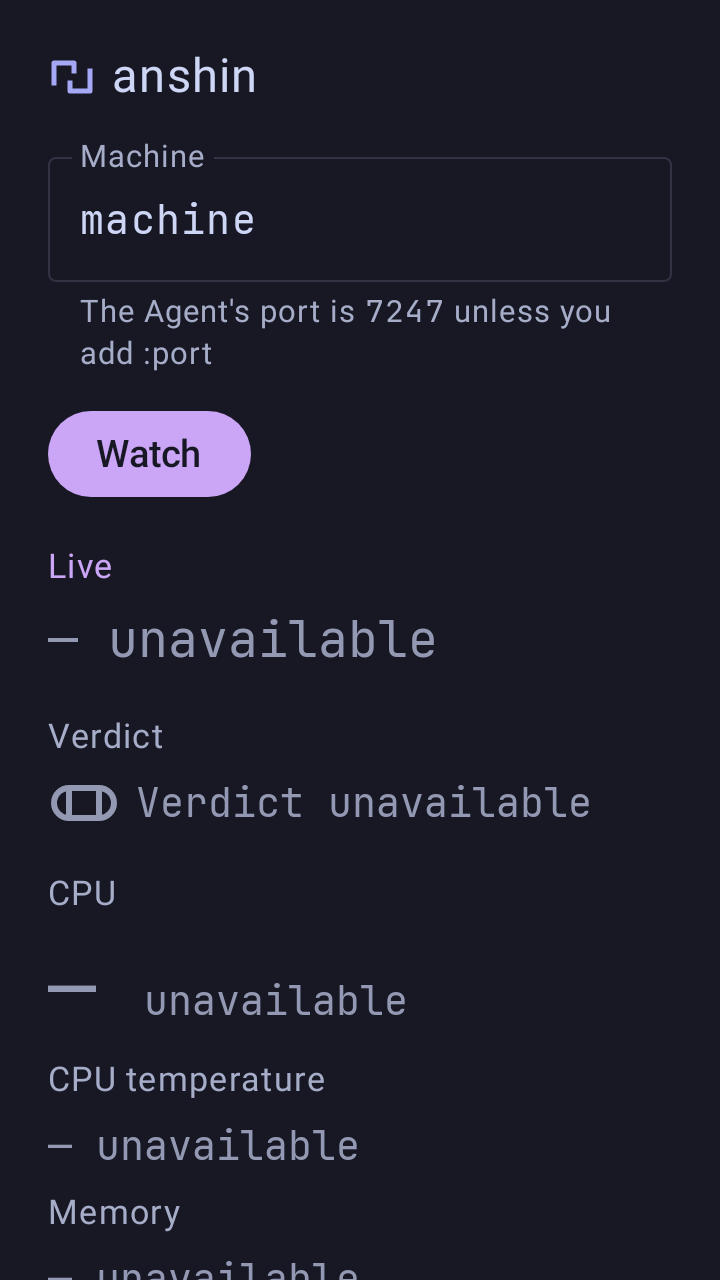 anshin
Machine
machine
The Agent's port is 7247 unless you
add :port
Watch
Live
— unavailable
Verdict
Verdict unavailable
CPU
— unavailable
CPU temperature
— unavailable
Memory
— unavailable